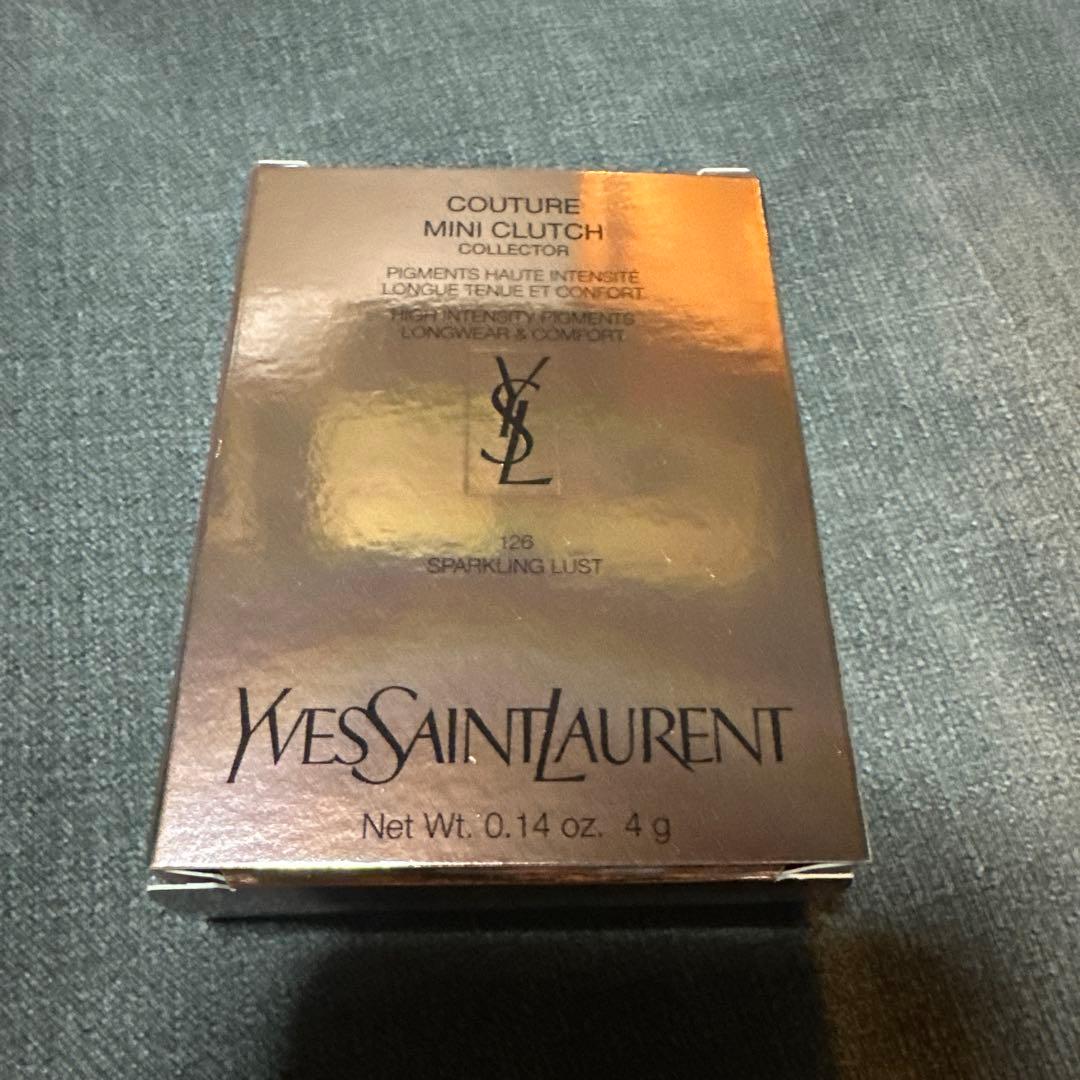 COUTURE
MINI CLUTCH
COLLECTOR
PIGMENTS HAUTE INTENSITÉ
LONGUE TENUE ET CONFORT
HIGH INTENSITY PIGMENTS
LONGWEAR & COMFORT
YSL
126
SPARKLING LUST
YVESSAINTLAURENT
Net Wt. 0.14 oz. 4 g